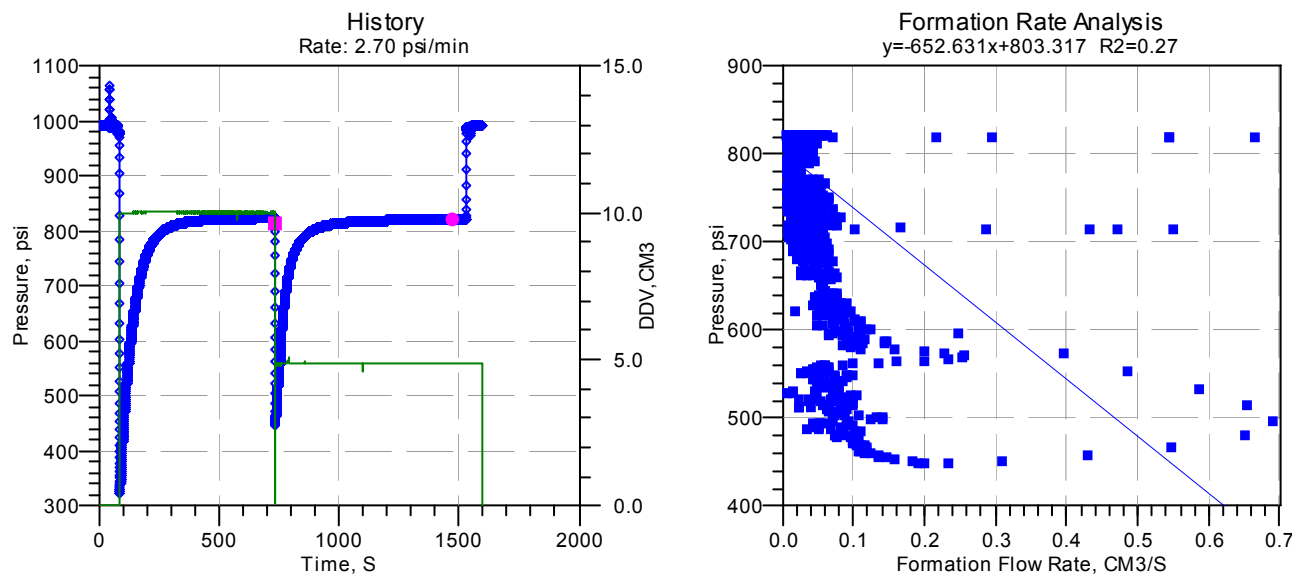 History
Rate: 2.70 psi/min
1100
1000
900
800
700
600
500
400
300
Pressure, psi
15.0
10.0
5.0
0.0
DDV,CM3
0 500 1000 1500 2000
Time, S
Formation Rate Analysis
y=-652.631x+803.317 R2=0.27
900
800
700
600
500
400
Pressure, psi
0.0 0.1 0.2 0.3 0.4 0.5 0.6 0.7
Formation Flow Rate, CM3/S